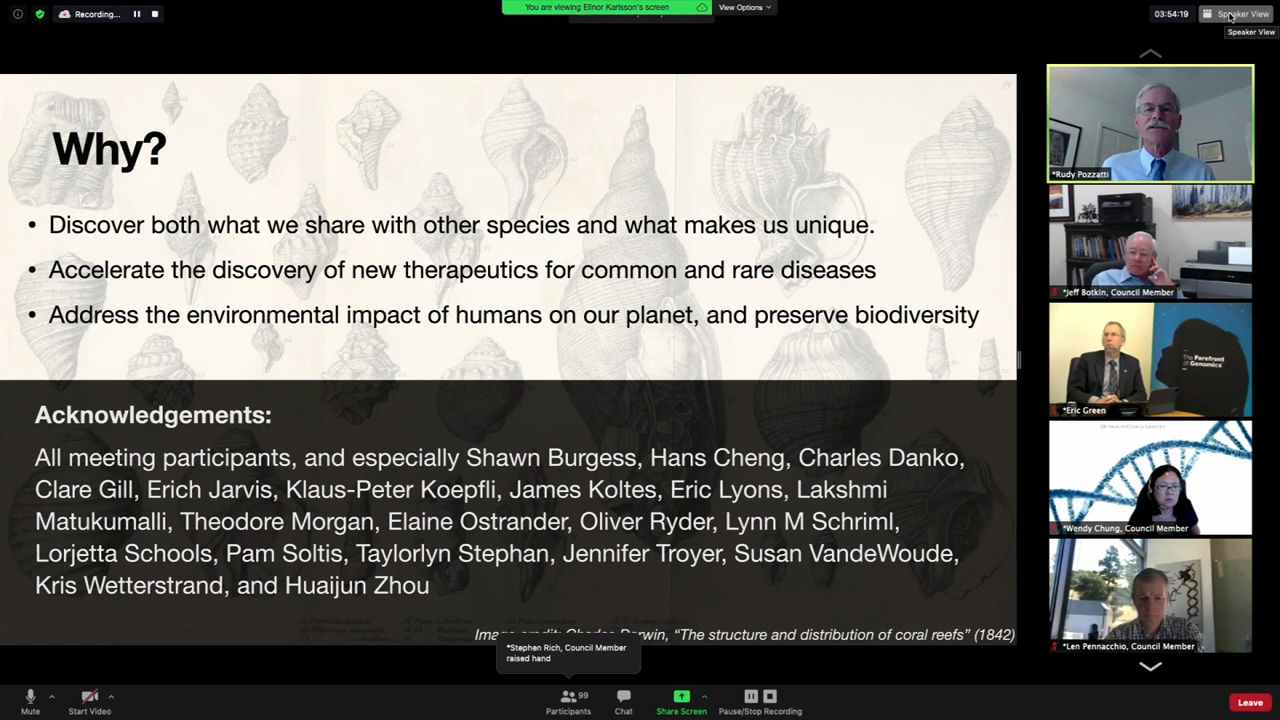 Recording...
You are viewing Elinor Karlsson's screen
View Options
03:54:19
Speaker View
Speaker View
Why?
• Discover both what we share with other species and what makes us unique.
• Accelerate the discovery of new therapeutics for common and rare diseases
• Address the environmental impact of humans on our planet, and preserve biodiversity
Acknowledgements:
All meeting participants, and especially Shawn Burgess, Hans Cheng, Charles Danko,
Clare Gill, Erich Jarvis, Klaus-Peter Koepfli, James Koltes, Eric Lyons, Lakshmi
Matukumalli, Theodore Morgan, Elaine Ostrander, Oliver Ryder, Lynn M Schriml,
Lorjetta Schools, Pam Soltis, Taylorlyn Stephan, Jennifer Troyer, Susan VandeWoude,
Kris Wetterstrand, and Huaijun Zhou
Image credit: Charles Darwin, “The structure and distribution of coral reefs” (1842)
*Stephen Rich, Council Member
raised hand
*Rudy Pozzatti
*Jeff Botkin, Council Member
The Forefront
of Genomics
*Eric Green
*Wendy Chung, Council Member
*Len Pennacchio, Council Member
Mute
Start Video
99
Participants
Chat
Share Screen
Pause/Stop Recording
Leave